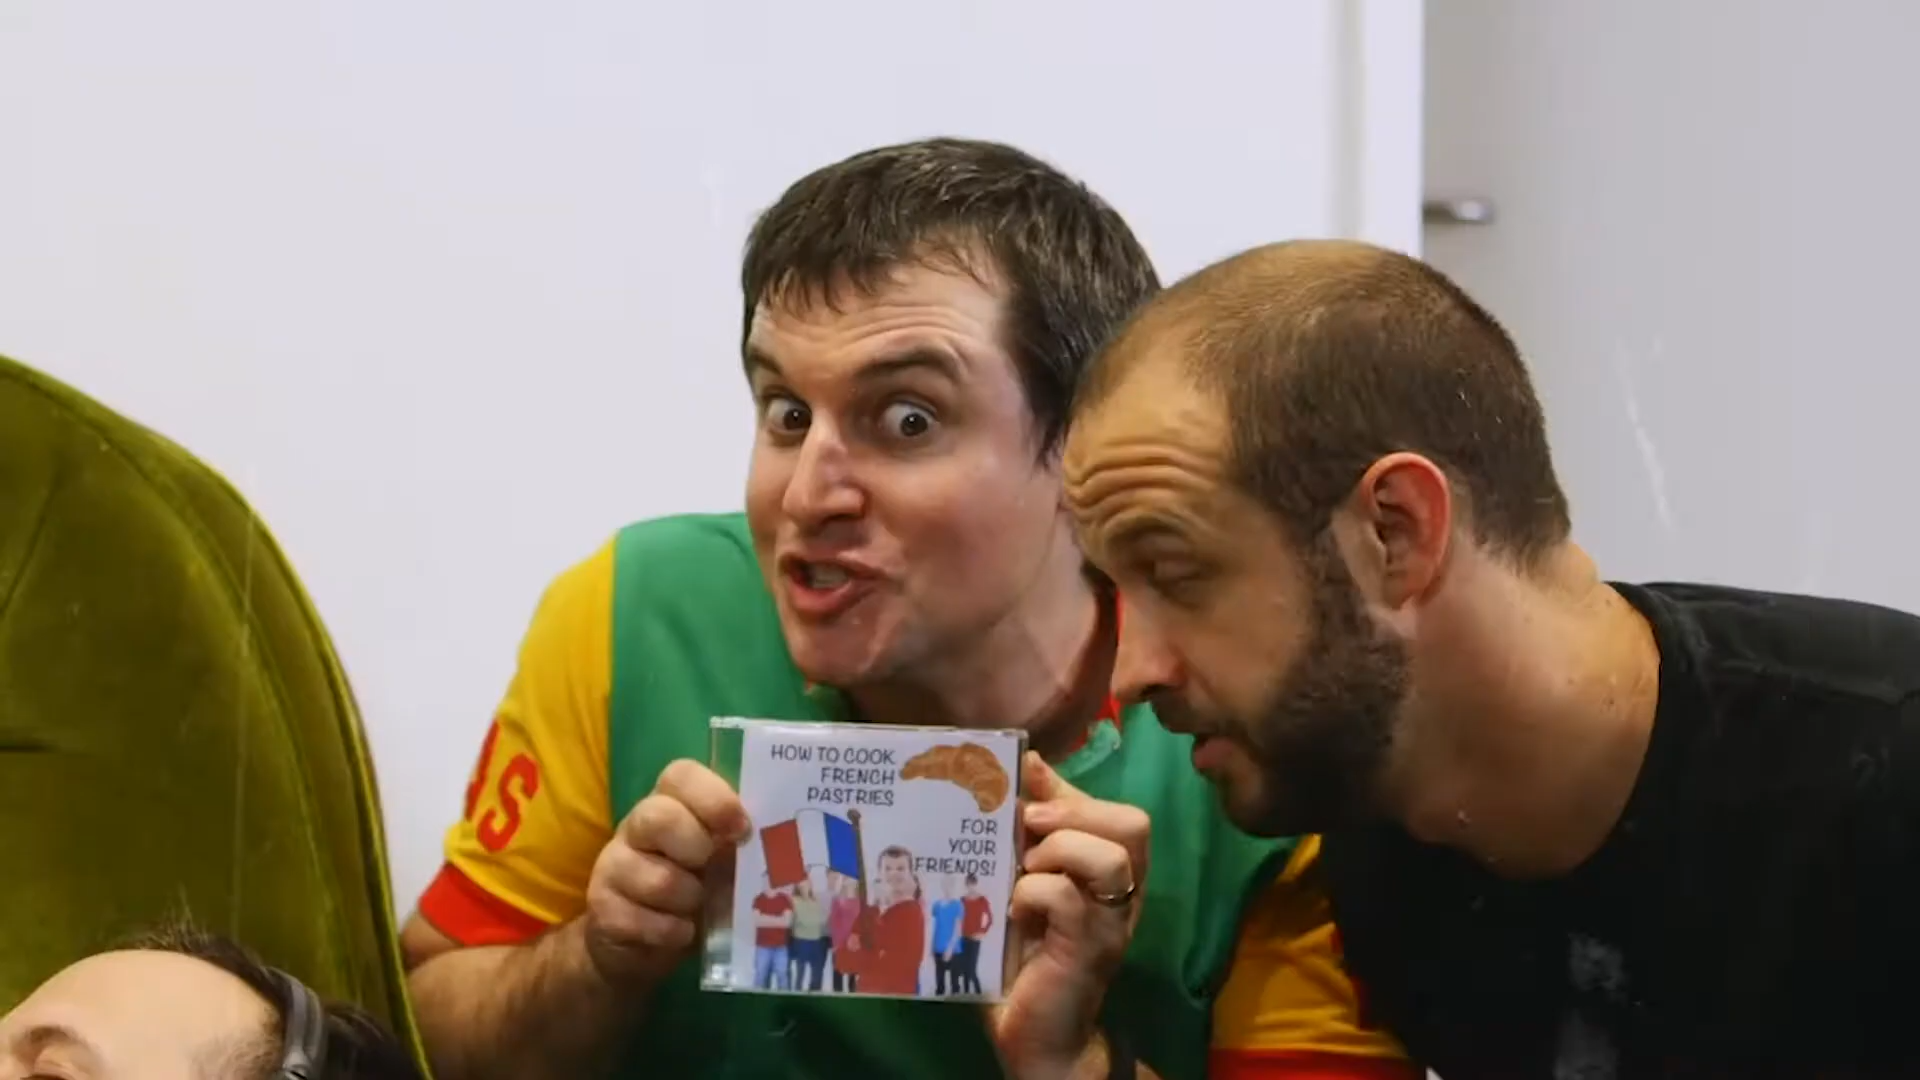 HOW TO COOK
FRENCH
PASTRIES
FOR
YOUR
FRIENDS!